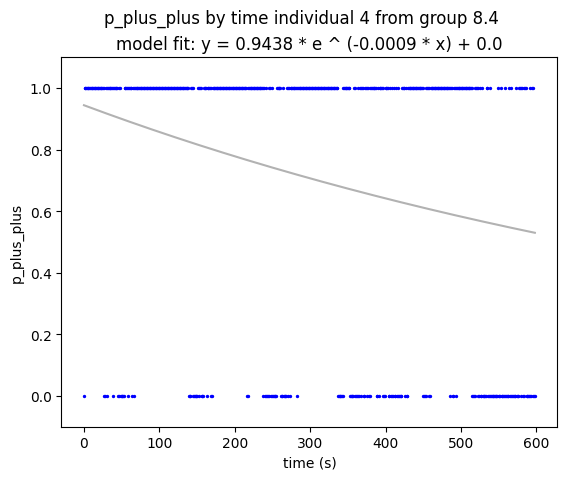 p_plus_plus by time individual 4 from group 8.4
model fit: y = 0.9438 * e ^ (-0.0009 * x) + 0.0
1.0
0.8
0.6
0.4
0.2
0.0
p_plus_plus
0 100 200 300 400 500 600
time (s)